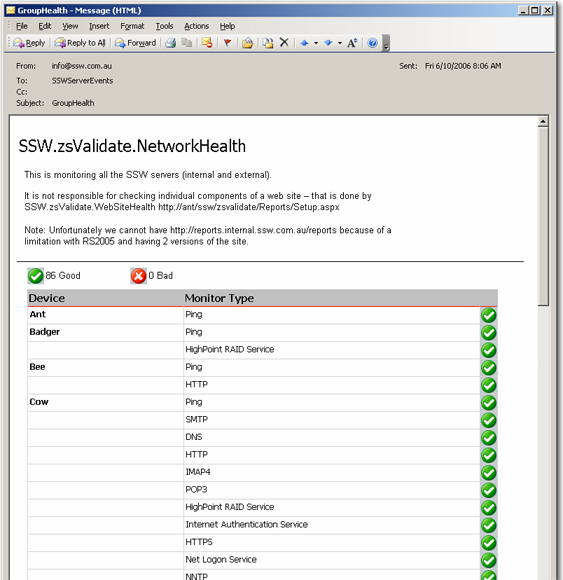 GroupHealth - Message (HTML)
File Edit View Insert Format Tools Actions Help
Reply Reply to All Forward
From: info@ssw.com.au Sent: Fri 6/10/2006 8:06 AM
To: SSWServerEvents
Cc:
Subject: GroupHealth
SSW.zsValidate.NetworkHealth
This is monitoring all the SSW servers (internal and external).
It is not responsible for checking individual components of a web site – that is done by
SSW.zsValidate.WebSiteHealth http://ant/ssw/zsvalidate/Reports/Setup.aspx
Note: Unfortunately we cannot have http://reports.internal.ssw.com.au/reports because of a
limitation with RS2005 and having 2 versions of the site.
86 Good 0 Bad
Device Monitor Type
Ant Ping
Badger Ping
HighPoint RAID Service
Bee Ping
HTTP
Cow Ping
SMTP
DNS
HTTP
IMAP4
POP3
HighPoint RAID Service
Internet Authentication Service
HTTPS
Net Logon Service
NNTP